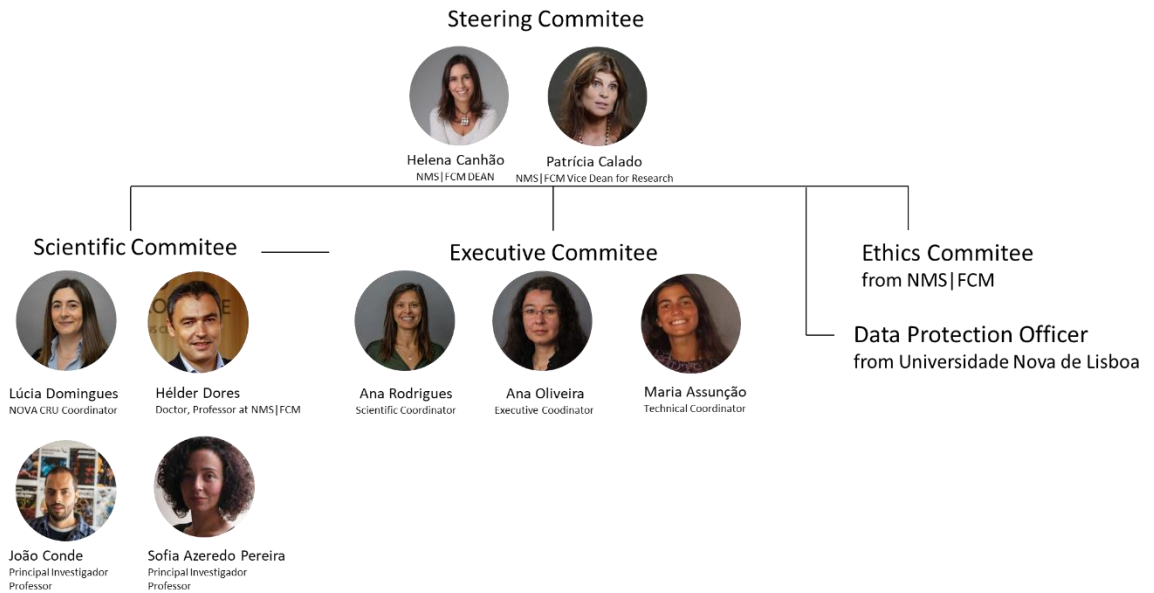 Steering Commitee
Helena Canhão
NMS|FCM DEAN
Patrícia Calado
NMS|FCM Vice Dean for Research
Scientific Commitee
Lúcia Domingues
NOVA CRU Coordinator
Hélder Dores
Doctor, Professor at NMS|FCM
João Conde
Principal Investigador
Professor
Sofia Azeredo Pereira
Principal Investigador
Professor
Executive Commitee
Ana Rodrigues
Scientific Coordinator
Ana Oliveira
Executive Coodinator
Maria Assunção
Technical Coordinator
Ethics Commitee
from NMS|FCM
Data Protection Officer
from Universidade Nova de Lisboa